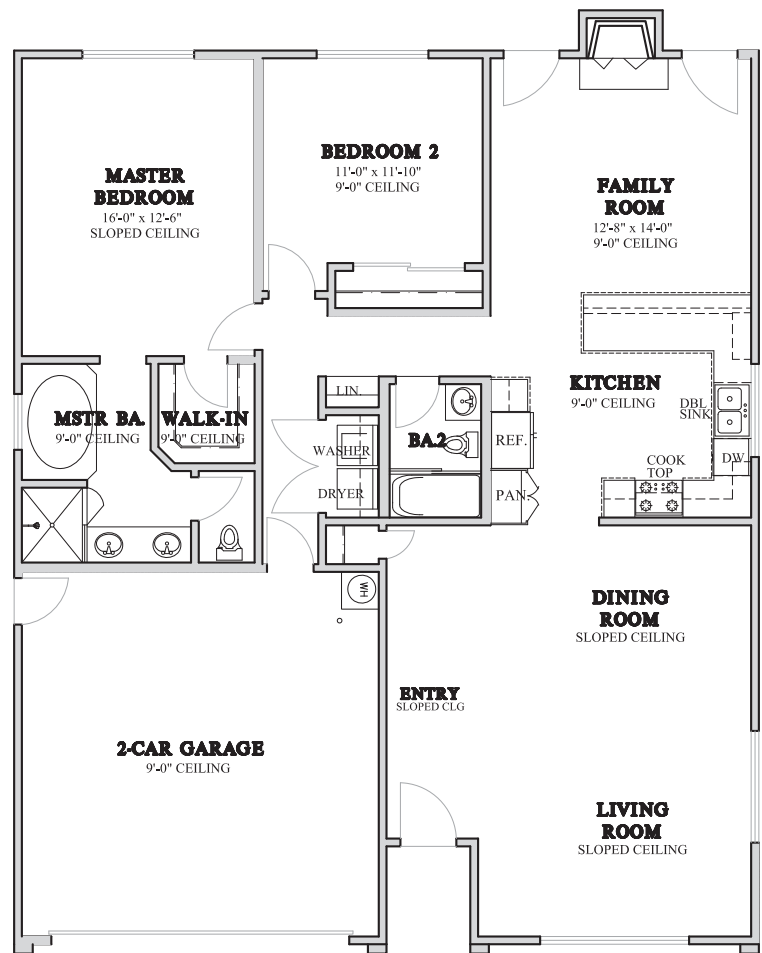 MASTER
BEDROOM
16'-0" x 12'-6"
SLOPED CEILING
BEDROOM 2
11'-0" x 11'-10"
9'-0" CEILING
FAMILY
ROOM
12'-8" x 14'-0"
9'-0" CEILING
MSTR BA.
9'-0" CEILING
WALK-IN
9'-0" CEILING
LIN.
WASHER
DRYER
BA.2
REF.
PAN.
KITCHEN
9'-0" CEILING
DBL
SINK
DW
COOK
TOP
WH
DINING
ROOM
SLOPED CEILING
ENTRY
SLOPED CLG
2-CAR GARAGE
9'-0" CEILING
LIVING
ROOM
SLOPED CEILING